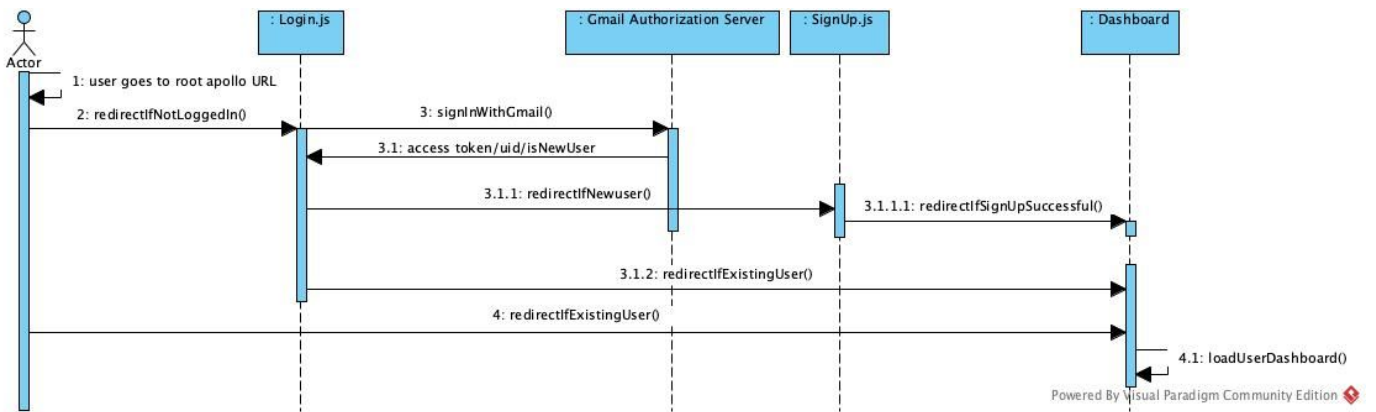 : Login.js
: Gmail Authorization Server
: SignUp.js
: Dashboard
Actor
1: user goes to root apollo URL
2: redirectIfNotLoggedIn()
3: signInWithGmail()
3.1: access token/uid/isNewUser
3.1.1: redirectIfNewuser()
3.1.1.1: redirectIfSignUpSuccessful()
3.1.2: redirectIfExistingUser()
4: redirectIfExistingUser()
4.1: loadUserDashboard()
Powered By Visual Paradigm Community Edition